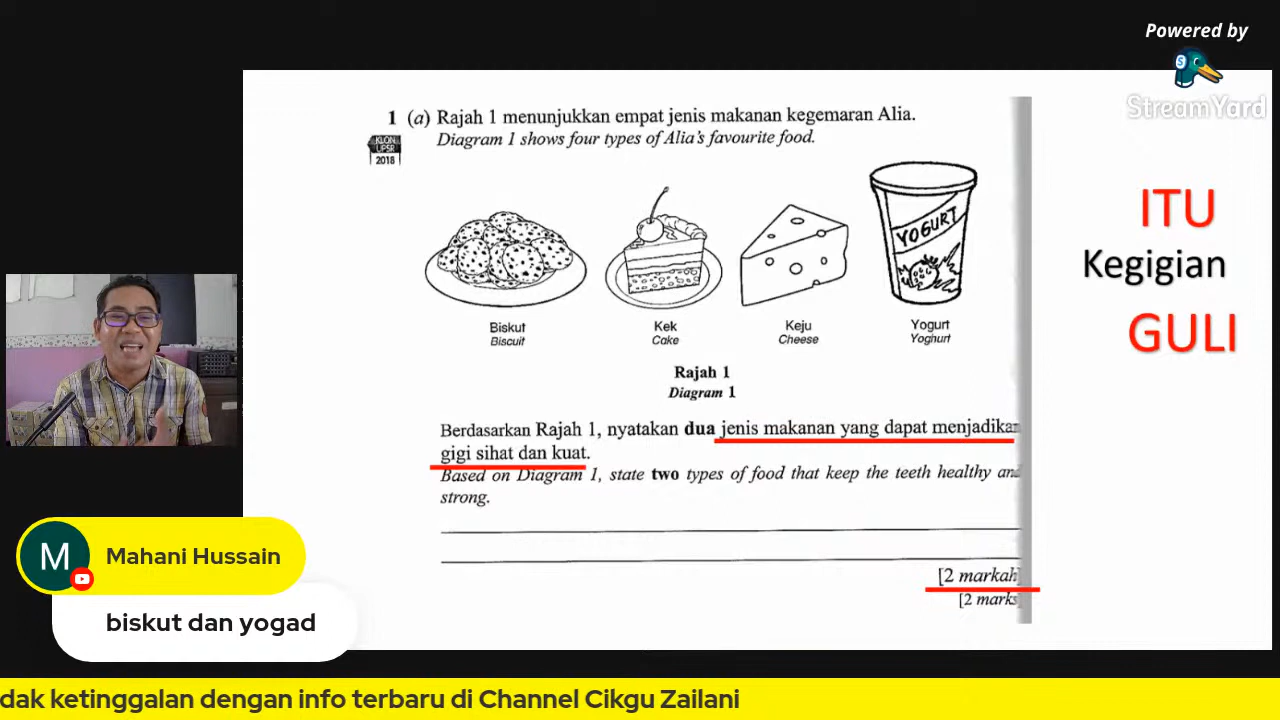 Powered by
StreamYard
1 (a) Rajah 1 menunjukkan empat jenis makanan kegemaran Alia.
Diagram 1 shows four types of Alia's favourite food.
KLON
UPSR
2018
YOGURT
Biskut
Biscuit
Kek
Cake
Keju
Cheese
Yogurt
Yoghurt
Rajah 1
Diagram 1
Berdasarkan Rajah 1, nyatakan dua jenis makanan yang dapat menjadikan
gigi sihat dan kuat.
Based on Diagram 1, state two types of food that keep the teeth healthy and
strong.
[2 markah]
[2 marks]
ITU
Kegigian
GULI
M
Mahani Hussain
biskut dan yogad
dak ketinggalan dengan info terbaru di Channel Cikgu Zailani